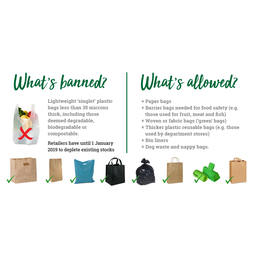 What's banned?
Lightweight 'singlet' plastic
bags less than 35 microns
thick, including those
deemed degradable,
biodegradable or
compostable.
Retailers have until 1 January
2019 to deplete existing stocks
What's allowed?
• Paper bags
• Barrier bags needed for food safety (e.g.
those used for fruit, meat and fish)
• Woven or fabric bags ('green' bags)
• Thicker plastic reusable bags (e.g. those
used by department stores)
• Bin liners
• Dog waste and nappy bags.